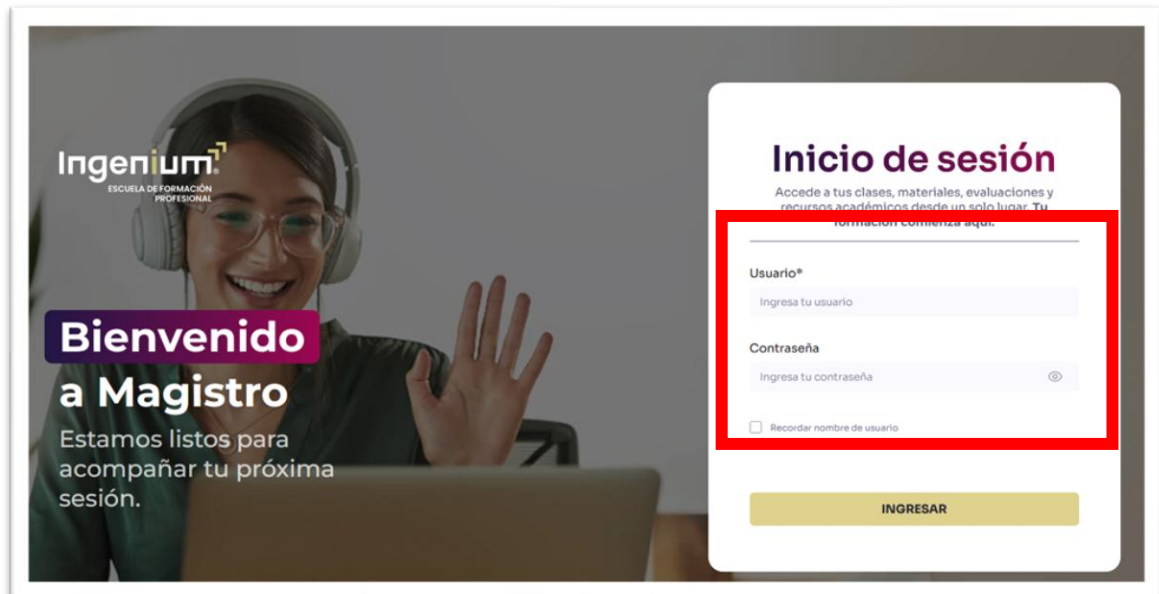 Ingenium
ESCUELA DE FORMACIÓN
PROFESIONAL
Bienvenido
a Magistro
Estamos listos para
acompañar tu próxima
sesión.
Inicio de sesión
Accede a tus clases, materiales, evaluaciones y
recursos académicos desde un solo lugar. Tu
formación comienza aquí.
Usuario*
Ingresa tu usuario
Contraseña
Ingresa tu contraseña
Recordar nombre de usuario
INGRESAR